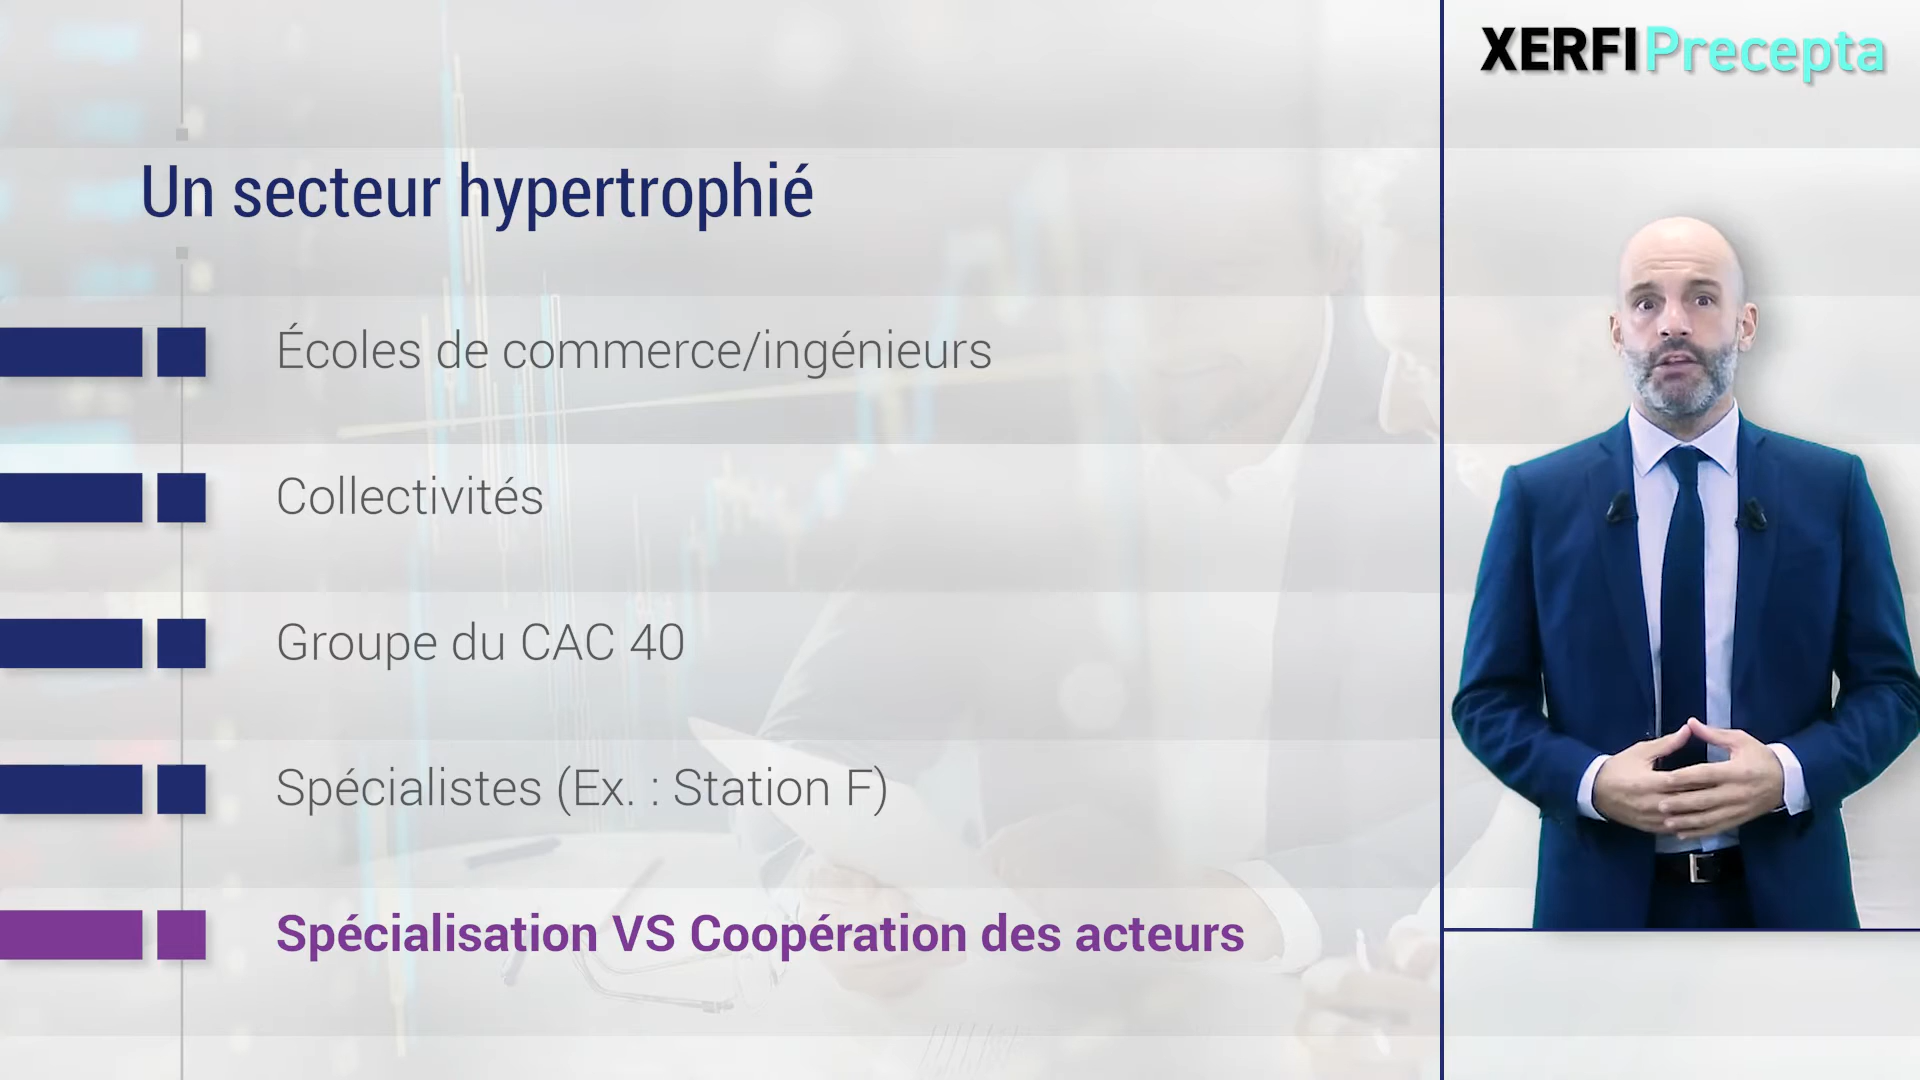 XERFI Precepta
Un secteur hypertrophié
Écoles de commerce/ingénieurs
Collectivités
Groupe du CAC 40
Spécialistes (Ex. : Station F)
Spécialisation VS Coopération des acteurs